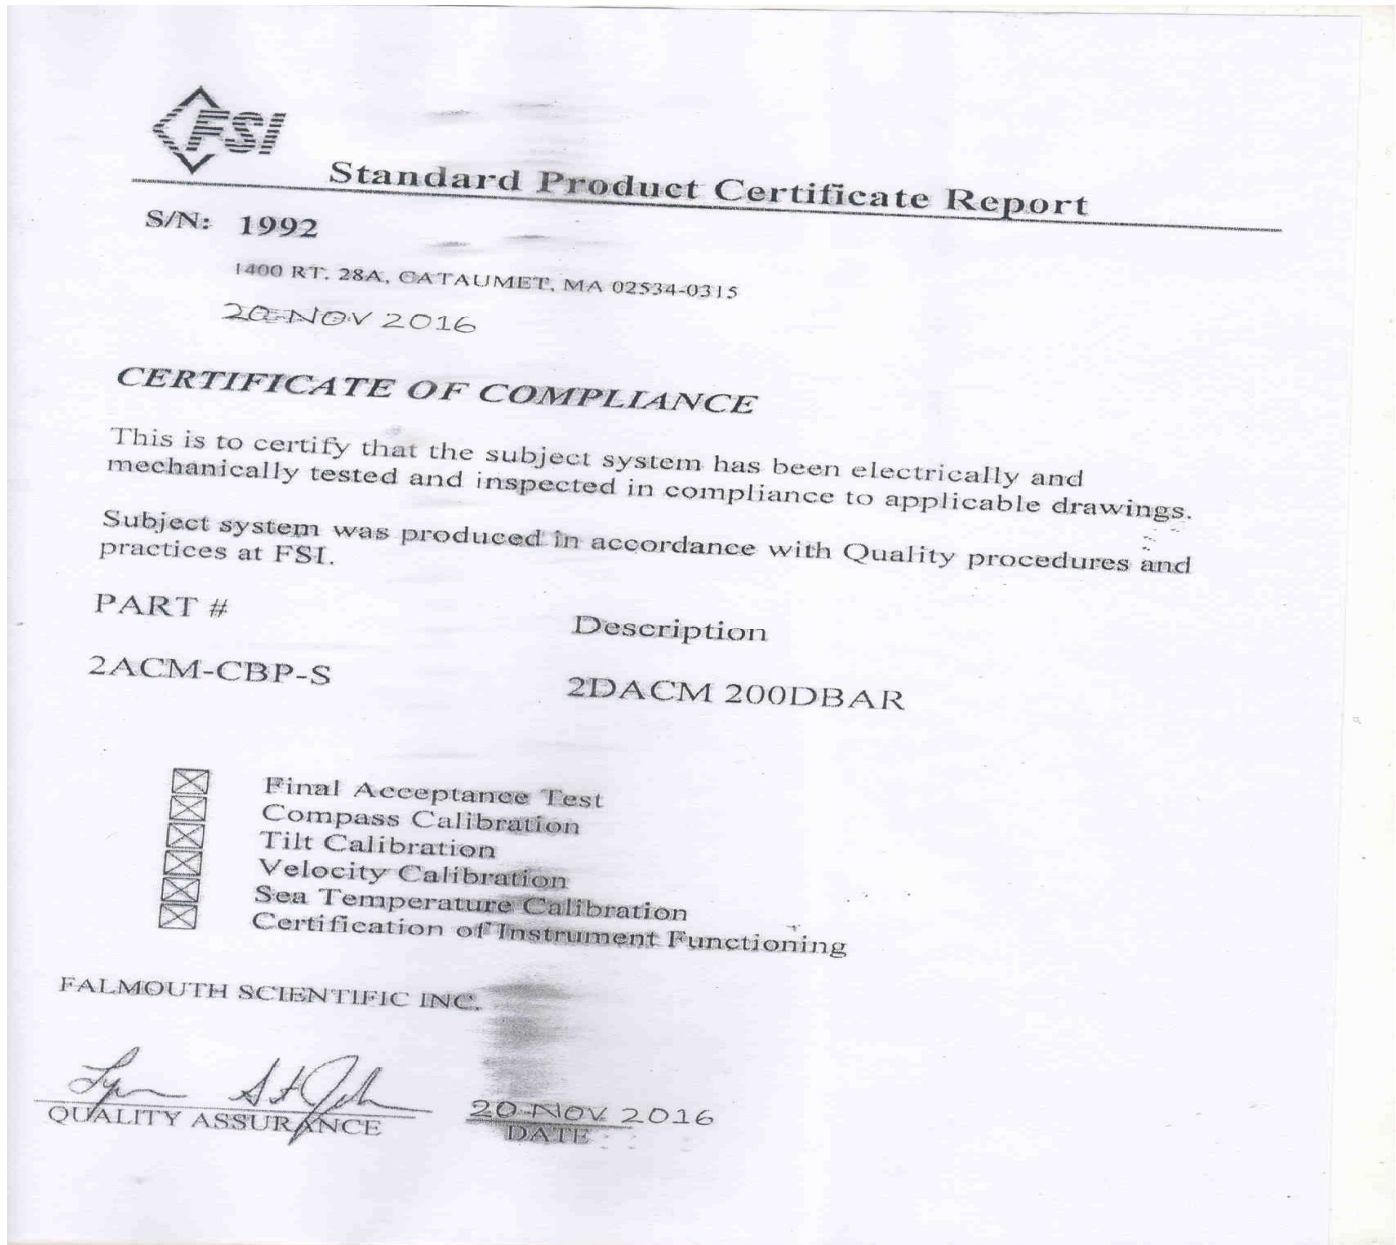 FSI
Standard Product Certificate Report
S/N: 1992
1400 RT. 28A, CATAUMET, MA 02534-0315
20-NOV 2016
CERTIFICATE OF COMPLIANCE
This is to certify that the subject system has been electrically and
mechanically tested and inspected in compliance to applicable drawings.
Subject system was produced in accordance with Quality procedures and
practices at FSI.
PART # Description
2ACM-CBP-S 2DACM 200DBAR
Final Acceptance Test
Compass Calibration
Tilt Calibration
Velocity Calibration
Sea Temperature Calibration
Certification of Instrument Functioning
FALMOUTH SCIENTIFIC INC.
20-NOV 2016
QUALITY ASSURANCE DATE